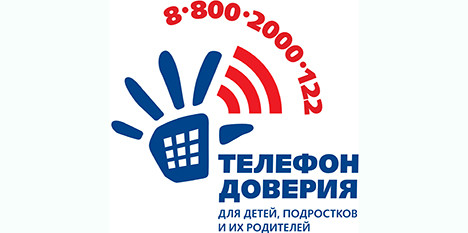 8·800·2000·122
ТЕЛЕФОН
ДОВЕРИЯ
ДЛЯ ДЕТЕЙ, ПОДРОСТКОВ
И ИХ РОДИТЕЛЕЙ